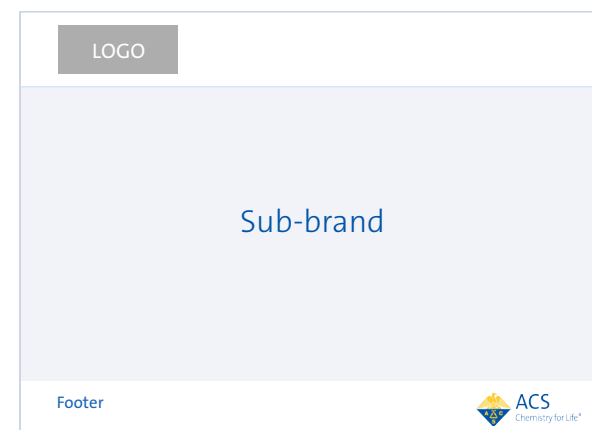 LOGO
Sub-brand
Footer
ACS
Chemistry for Life®
A C S